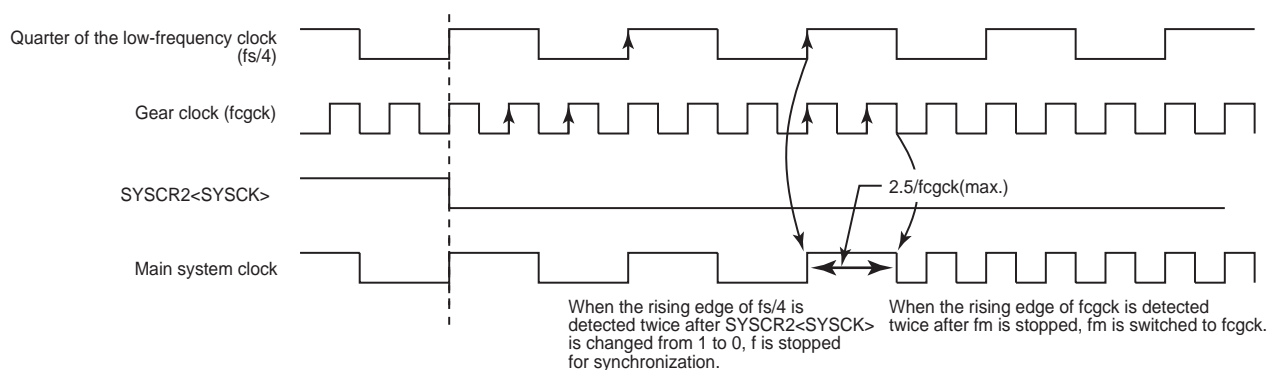 Quarter of the low-frequency clock
(fs/4)
Gear clock (fcgck)
SYSCR2<SYSCK>
2.5/fcgck(max.)
Main system clock
When the rising edge of fs/4 is
detected twice after SYSCR2<SYSCK>
is changed from 1 to 0, f is stopped
for synchronization.
When the rising edge of fcgck is detected
twice after fm is stopped, fm is switched to fcgck.